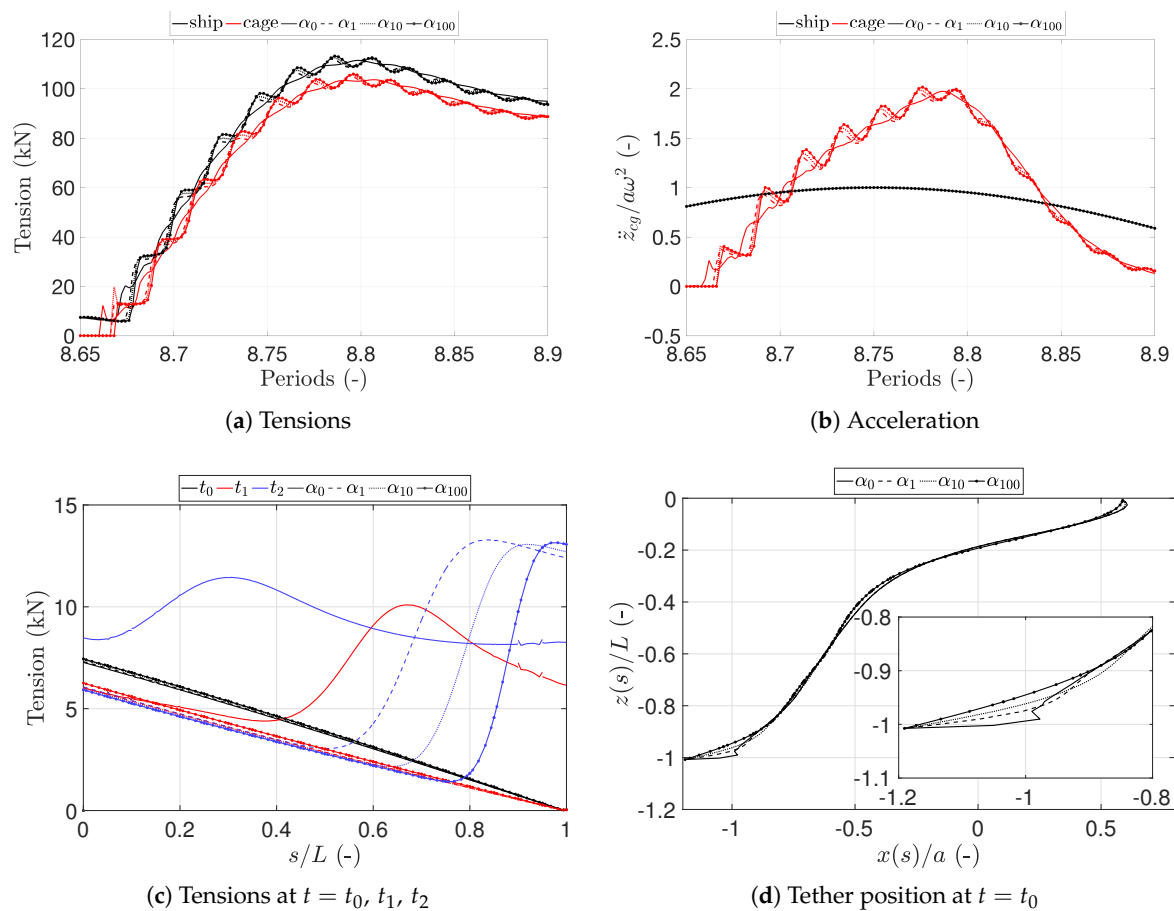 ship cage α₀ α₁ α₁₀ α₁₀₀
120
100
80
60
40
20
0
Tension (kN)
8.65 8.7 8.75 8.8 8.85 8.9
Periods (-)
(a) Tensions
ship cage α₀ α₁ α₁₀ α₁₀₀
2.5
2
1.5
1
0.5
0
-0.5
z̈_cg/aω² (-)
8.65 8.7 8.75 8.8 8.85 8.9
Periods (-)
(b) Acceleration
t₀ t₁ t₂ α₀ α₁ α₁₀ α₁₀₀
15
10
5
0
Tension (kN)
0 0.2 0.4 0.6 0.8 1
s/L (-)
(c) Tensions at t = t₀, t₁, t₂
α₀ α₁ α₁₀ α₁₀₀
0
-0.2
-0.4
-0.6
-0.8
-1
-1.2
z(s)/L (-)
-0.8
-0.9
-1
-1.1
-1.2 -1 -0.8
-1 -0.5 0 0.5
x(s)/a (-)
(d) Tether position at t = t₀